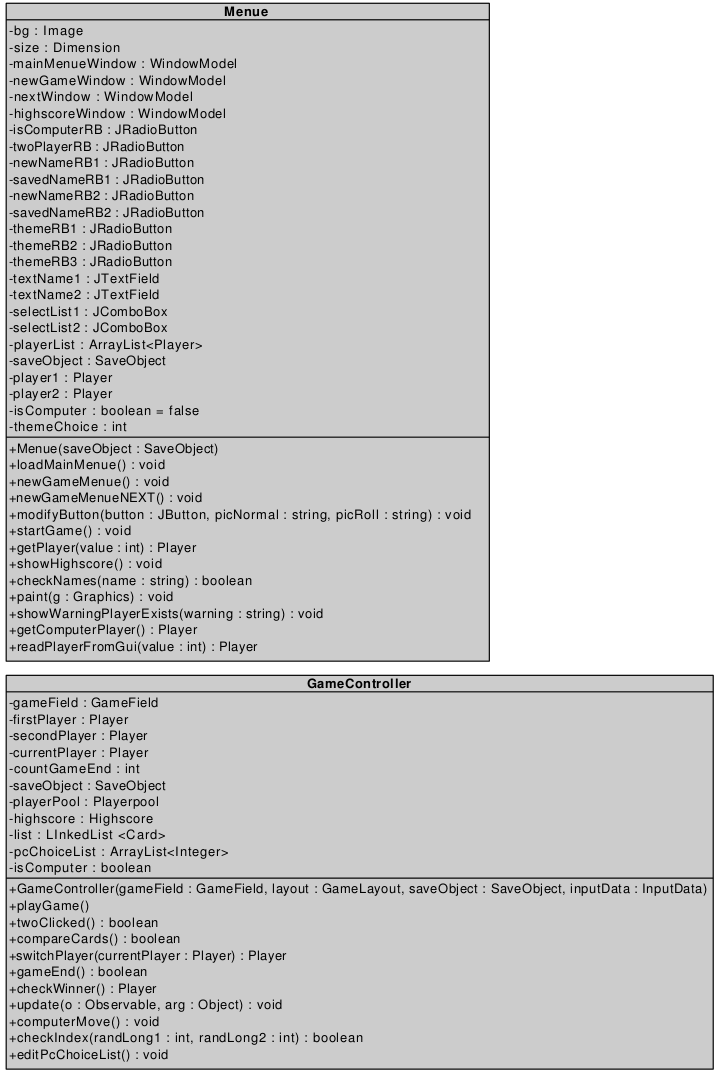 Menue
-bg : Image
-size : Dimension
-mainMenueWindow : WindowModel
-newGameWindow : WindowModel
-nextWindow : WindowModel
-highscoreWindow : WindowModel
-isComputerRB : JRadioButton
-twoPlayerRB : JRadioButton
-newNameRB1 : JRadioButton
-savedNameRB1 : JRadioButton
-newNameRB2 : JRadioButton
-savedNameRB2 : JRadioButton
-themeRB1 : JRadioButton
-themeRB2 : JRadioButton
-themeRB3 : JRadioButton
-textName1 : JTextField
-textName2 : JTextField
-selectList1 : JComboBox
-selectList2 : JComboBox
-playerList : ArrayList<Player>
-saveObject : SaveObject
-player1 : Player
-player2 : Player
-isComputer : boolean = false
-themeChoice : int
+Menue(saveObject : SaveObject)
+loadMainMenue() : void
+newGameMenue() : void
+newGameMenueNEXT() : void
+modifyButton(button : JButton, picNormal : string, picRoll : string) : void
+startGame() : void
+getPlayer(value : int) : Player
+showHighscore() : void
+checkNames(name : string) : boolean
+paint(g : Graphics) : void
+showWarningPlayerExists(warning : string) : void
+getComputerPlayer() : Player
+readPlayerFromGui(value : int) : Player
GameController
-gameField : GameField
-firstPlayer : Player
-secondPlayer : Player
-currentPlayer : Player
-countGameEnd : int
-saveObject : SaveObject
-playerPool : Playerpool
-highscore : Highscore
-list : LInkedList <Card>
-pcChoiceList : ArrayList<Integer>
-isComputer : boolean
+GameController(gameField : GameField, layout : GameLayout, saveObject : SaveObject, inputData : InputData)
+playGame()
+twoClicked() : boolean
+compareCards() : boolean
+switchPlayer(currentPlayer : Player) : Player
+gameEnd() : boolean
+checkWinner() : Player
+update(o : Observable, arg : Object) : void
+computerMove() : void
+checkIndex(randLong1 : int, randLong2 : int) : boolean
+editPcChoiceList() : void